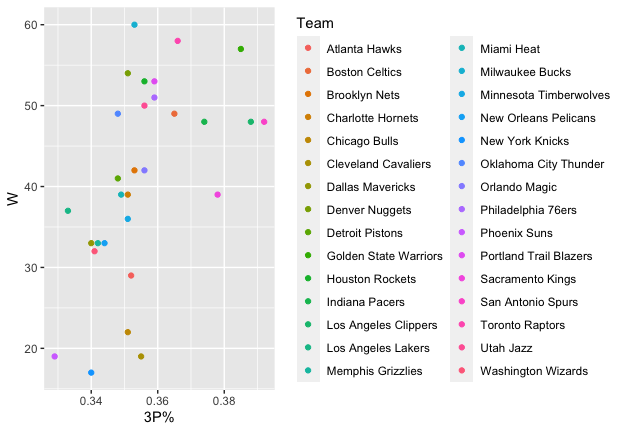 Team
60
50
40
30
20
W
0.34
0.36
0.38
3P%
Atlanta Hawks
Boston Celtics
Brooklyn Nets
Charlotte Hornets
Chicago Bulls
Cleveland Cavaliers
Dallas Mavericks
Denver Nuggets
Detroit Pistons
Golden State Warriors
Houston Rockets
Indiana Pacers
Los Angeles Clippers
Los Angeles Lakers
Memphis Grizzlies
Miami Heat
Milwaukee Bucks
Minnesota Timberwolves
New Orleans Pelicans
New York Knicks
Oklahoma City Thunder
Orlando Magic
Philadelphia 76ers
Phoenix Suns
Portland Trail Blazers
Sacramento Kings
San Antonio Spurs
Toronto Raptors
Utah Jazz
Washington Wizards